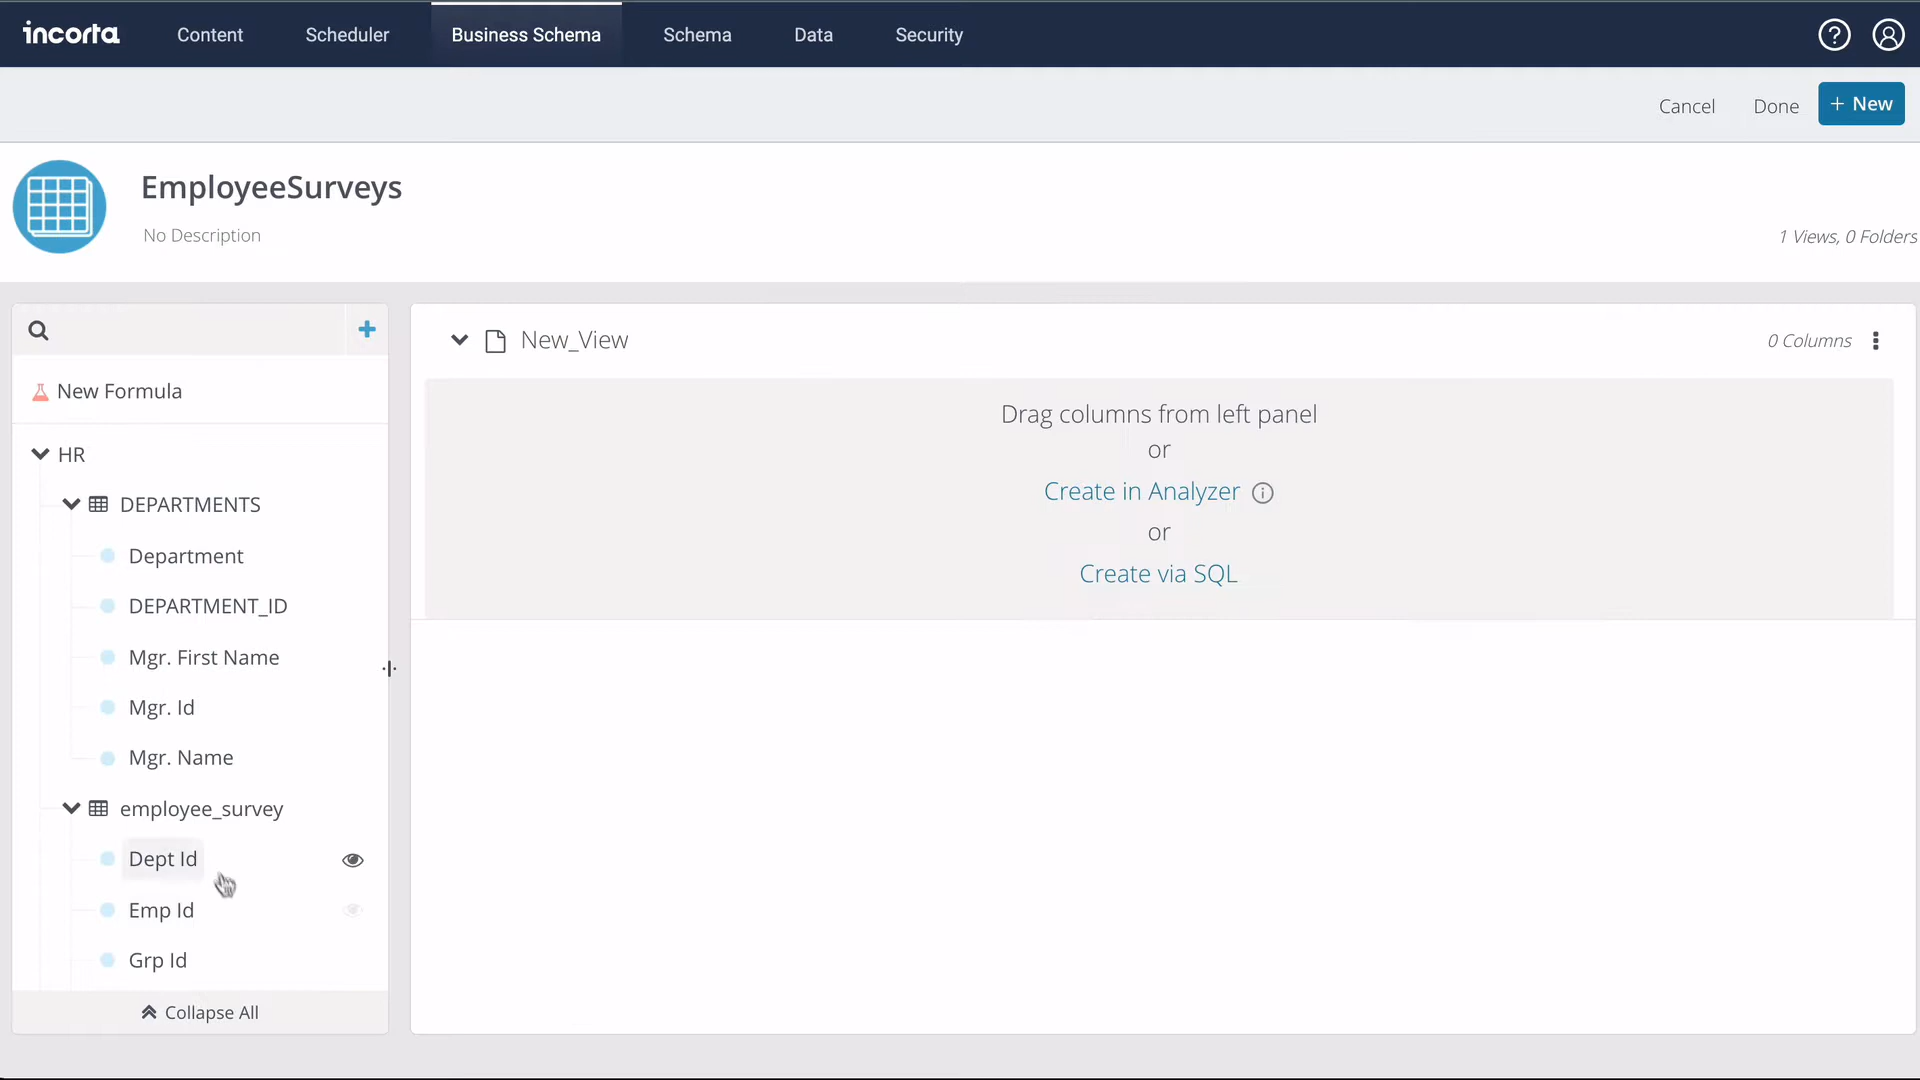 incorta Content Scheduler Business Schema Schema Data Security
Cancel Done + New
EmployeeSurveys
No Description
1 Views, 0 Folders
New Formula
HR
DEPARTMENTS
Department
DEPARTMENT_ID
Mgr. First Name
Mgr. Id
Mgr. Name
employee_survey
Dept Id
Emp Id
Grp Id
Collapse All
New_View
0 Columns
Drag columns from left panel
or
Create in Analyzer
or
Create via SQL